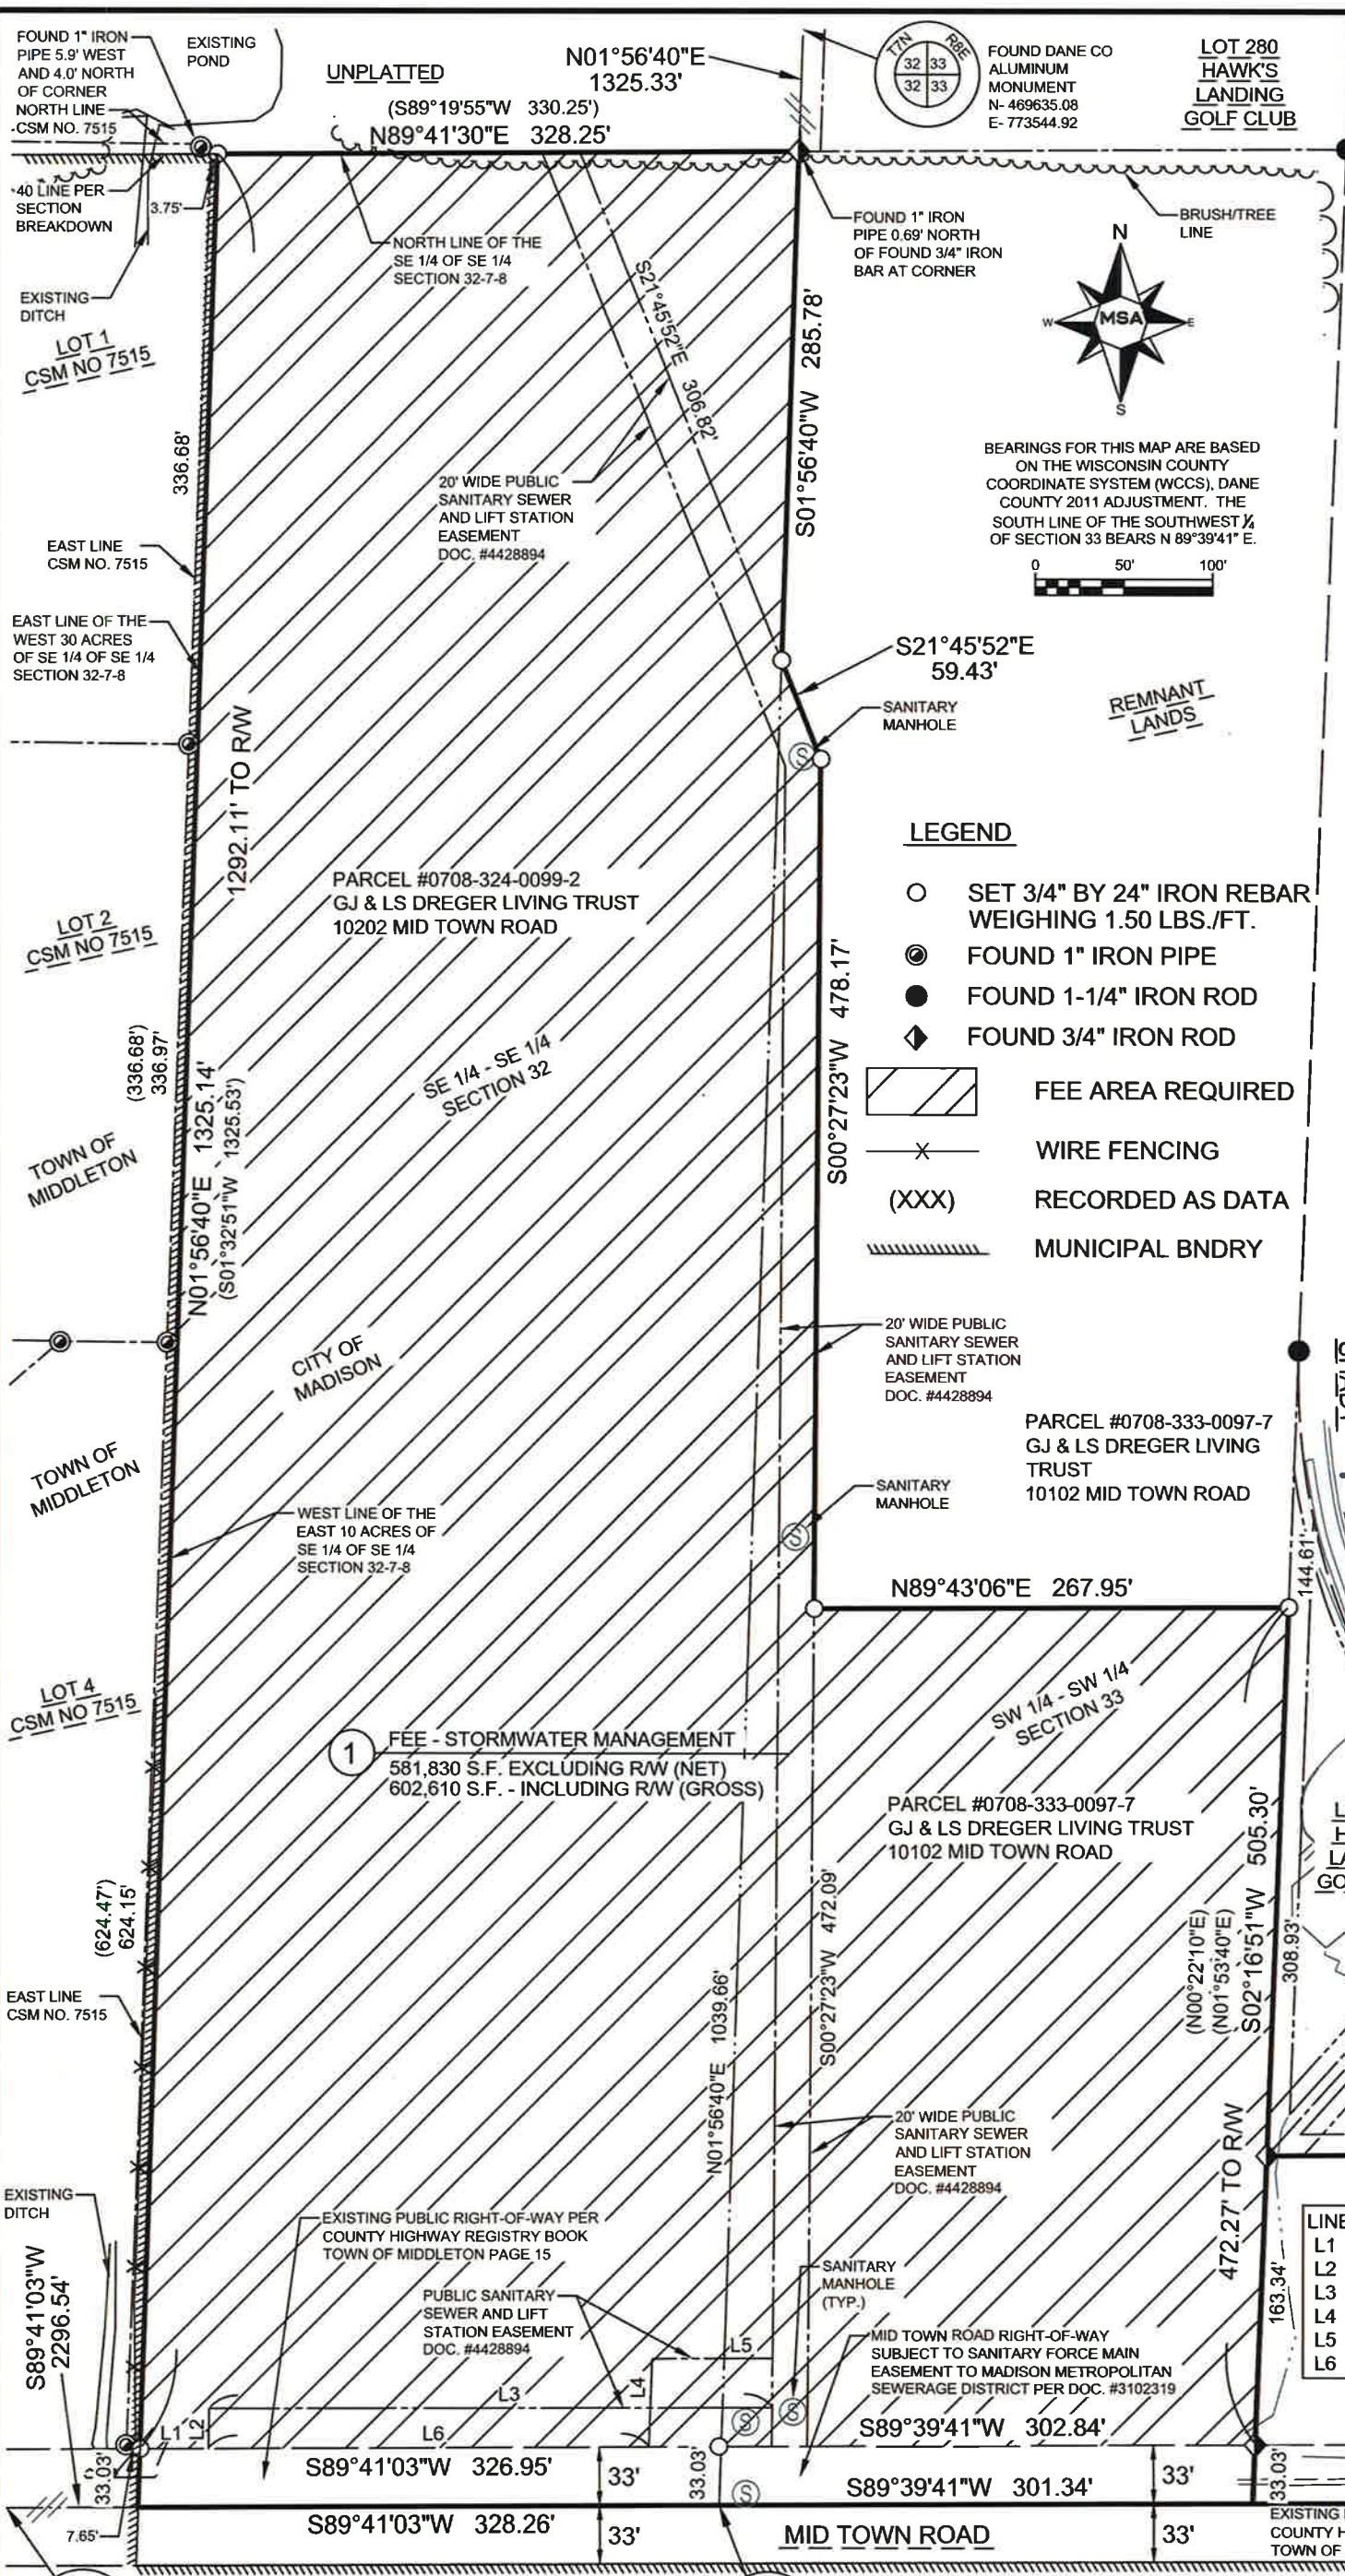 FOUND 1" IRON
PIPE 5.9' WEST
AND 4.0' NORTH
OF CORNER
NORTH LINE
CSM NO. 7515
EXISTING
POND
UNPLATTED
(S89°19'55"W 330.25')
N89°41'30"E 328.25'
N01°56'40"E
1325.33'
T7N
R8E
32 33
32 33
FOUND DANE CO
ALUMINUM
MONUMENT
N- 469635.08
E- 773544.92
LOT 280
HAWK'S
LANDING
GOLF CLUB
40 LINE PER
SECTION
BREAKDOWN
3.75'
NORTH LINE OF THE
SE 1/4 OF SE 1/4
SECTION 32-7-8
FOUND 1" IRON
PIPE 0.69' NORTH
OF FOUND 3/4" IRON
BAR AT CORNER
BRUSH/TREE
LINE
EXISTING
DITCH
LOT 1
CSM NO 7515
S21°45'52"E 306.82'
S01°56'40"W 285.78'
N
W
MSA
E
S
336.68'
BEARINGS FOR THIS MAP ARE BASED
ON THE WISCONSIN COUNTY
COORDINATE SYSTEM (WCCS), DANE
COUNTY 2011 ADJUSTMENT. THE
SOUTH LINE OF THE SOUTHWEST ¼
OF SECTION 33 BEARS N 89°39'41" E.
0 50' 100'
20' WIDE PUBLIC
SANITARY SEWER
AND LIFT STATION
EASEMENT
DOC. #4428894
EAST LINE
CSM NO. 7515
EAST LINE OF THE
WEST 30 ACRES
OF SE 1/4 OF SE 1/4
SECTION 32-7-8
S21°45'52"E
59.43'
SANITARY
MANHOLE
S
REMNANT
LANDS
1292.11' TO R/W
LEGEND
SET 3/4" BY 24" IRON REBAR
WEIGHING 1.50 LBS./FT.
FOUND 1" IRON PIPE
FOUND 1-1/4" IRON ROD
FOUND 3/4" IRON ROD
FEE AREA REQUIRED
X WIRE FENCING
(XXX) RECORDED AS DATA
MUNICIPAL BNDRY
PARCEL #0708-324-0099-2
GJ & LS DREGER LIVING TRUST
10202 MID TOWN ROAD
LOT 2
CSM NO 7515
S00°27'23"W 478.17'
(336.68')
336.97'
SE 1/4 - SE 1/4
SECTION 32
N01°56'40"E 1325.14'
(S01°32'51"W 1325.53')
TOWN OF
MIDDLETON
CITY OF
MADISON
20' WIDE PUBLIC
SANITARY SEWER
AND LIFT STATION
EASEMENT
DOC. #4428894
PARCEL #0708-333-0097-7
GJ & LS DREGER LIVING
TRUST
10102 MID TOWN ROAD
TOWN OF
MIDDLETON
WEST LINE OF THE
EAST 10 ACRES OF
SE 1/4 OF SE 1/4
SECTION 32-7-8
SANITARY
MANHOLE
S
144.61'
N89°43'06"E 267.95'
LOT 4
CSM NO 7515
SW 1/4 - SW 1/4
SECTION 33
1
FEE - STORMWATER MANAGEMENT
581,830 S.F. EXCLUDING R/W (NET)
602,610 S.F. - INCLUDING R/W (GROSS)
PARCEL #0708-333-0097-7
GJ & LS DREGER LIVING TRUST
10102 MID TOWN ROAD
GO
(624.47')
624.15'
S00°27'23"W 472.09'
N01°56'40"E 1039.66'
(N00°22'10"E)
(N01°53'40"E)
S02°16'51"W 505.30'
308.93'
EAST LINE
CSM NO. 7515
20' WIDE PUBLIC
SANITARY SEWER
AND LIFT STATION
EASEMENT
DOC. #4428894
472.27' TO R/W
EXISTING
DITCH
S89°41'03"W
2296.54'
EXISTING PUBLIC RIGHT-OF-WAY PER
COUNTY HIGHWAY REGISTRY BOOK
TOWN OF MIDDLETON PAGE 15
SANITARY
MANHOLE
(TYP.)
PUBLIC SANITARY
SEWER AND LIFT
STATION EASEMENT
DOC. #4428894
MID TOWN ROAD RIGHT-OF-WAY
SUBJECT TO SANITARY FORCE MAIN
EASEMENT TO MADISON METROPOLITAN
SEWERAGE DISTRICT PER DOC. #3102319
163.34'
LINE
L1
L2
L3
L4
L5
L6
L5
L4
L3
L1
L2
L6
S
S
S
S89°39'41"W 302.84'
S89°41'03"W 326.95'
33'
33.03'
S89°39'41"W 301.34'
33'
33.03'
33.03'
7.65'
S89°41'03"W 328.26'
33'
MID TOWN ROAD
33'
EXISTING
COUNTY H
TOWN OF